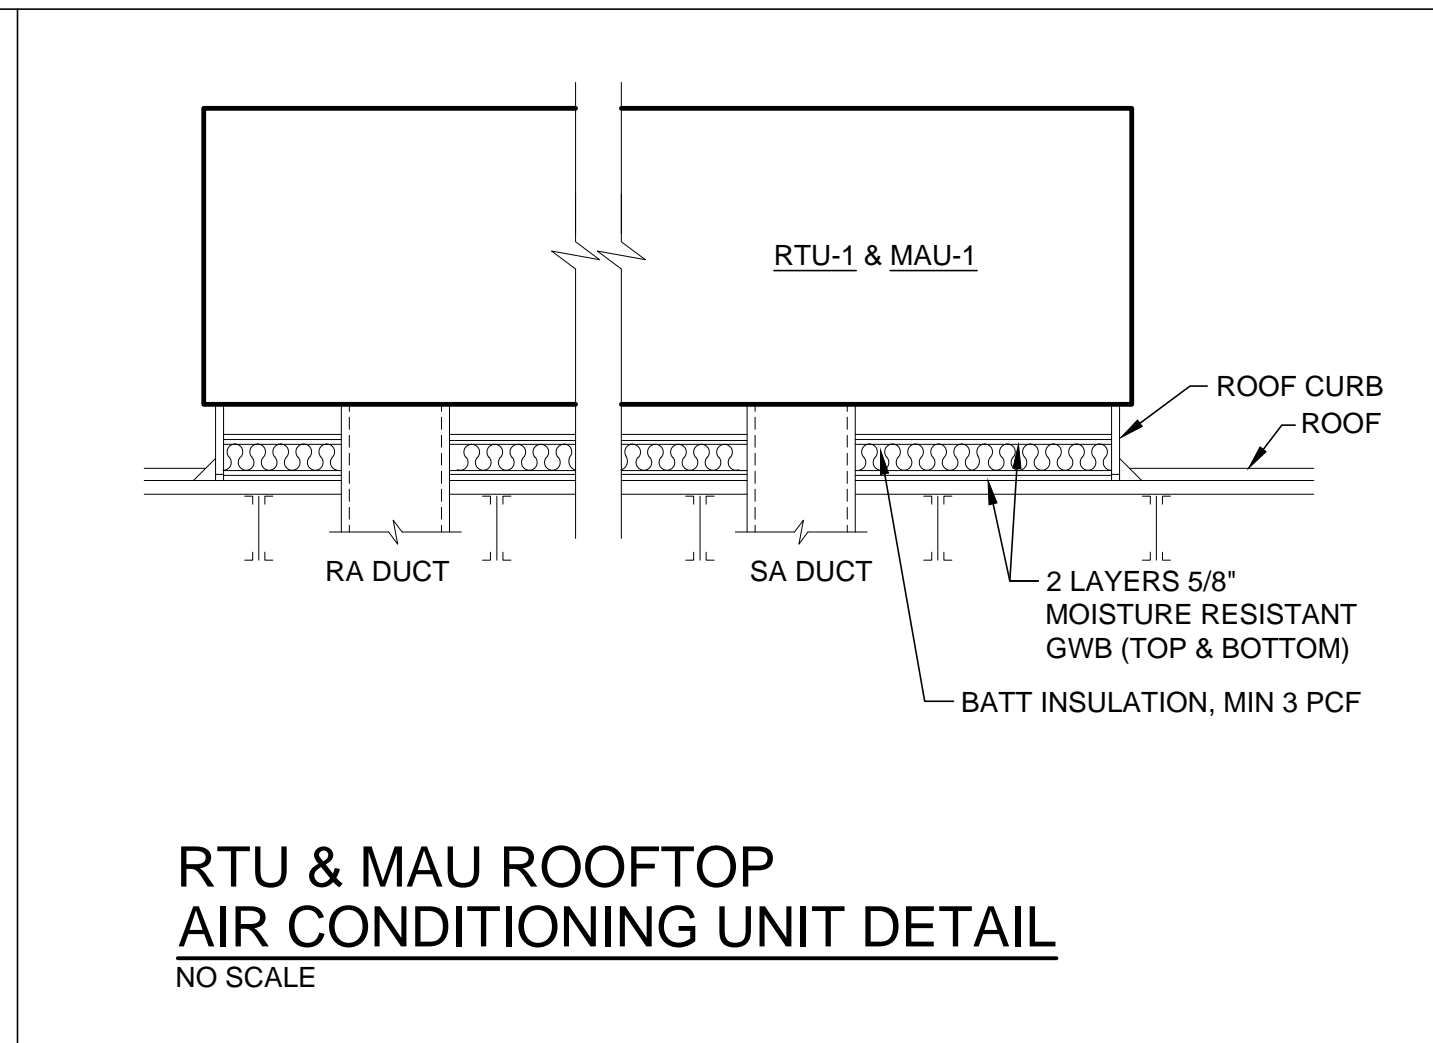 RTU-1 & MAU-1
ROOF CURB
ROOF
RA DUCT
SA DUCT
2 LAYERS 5/8"
MOISTURE RESISTANT
GWB (TOP & BOTTOM)
BATT INSULATION, MIN 3 PCF
RTU & MAU ROOFTOP
AIR CONDITIONING UNIT DETAIL
NO SCALE